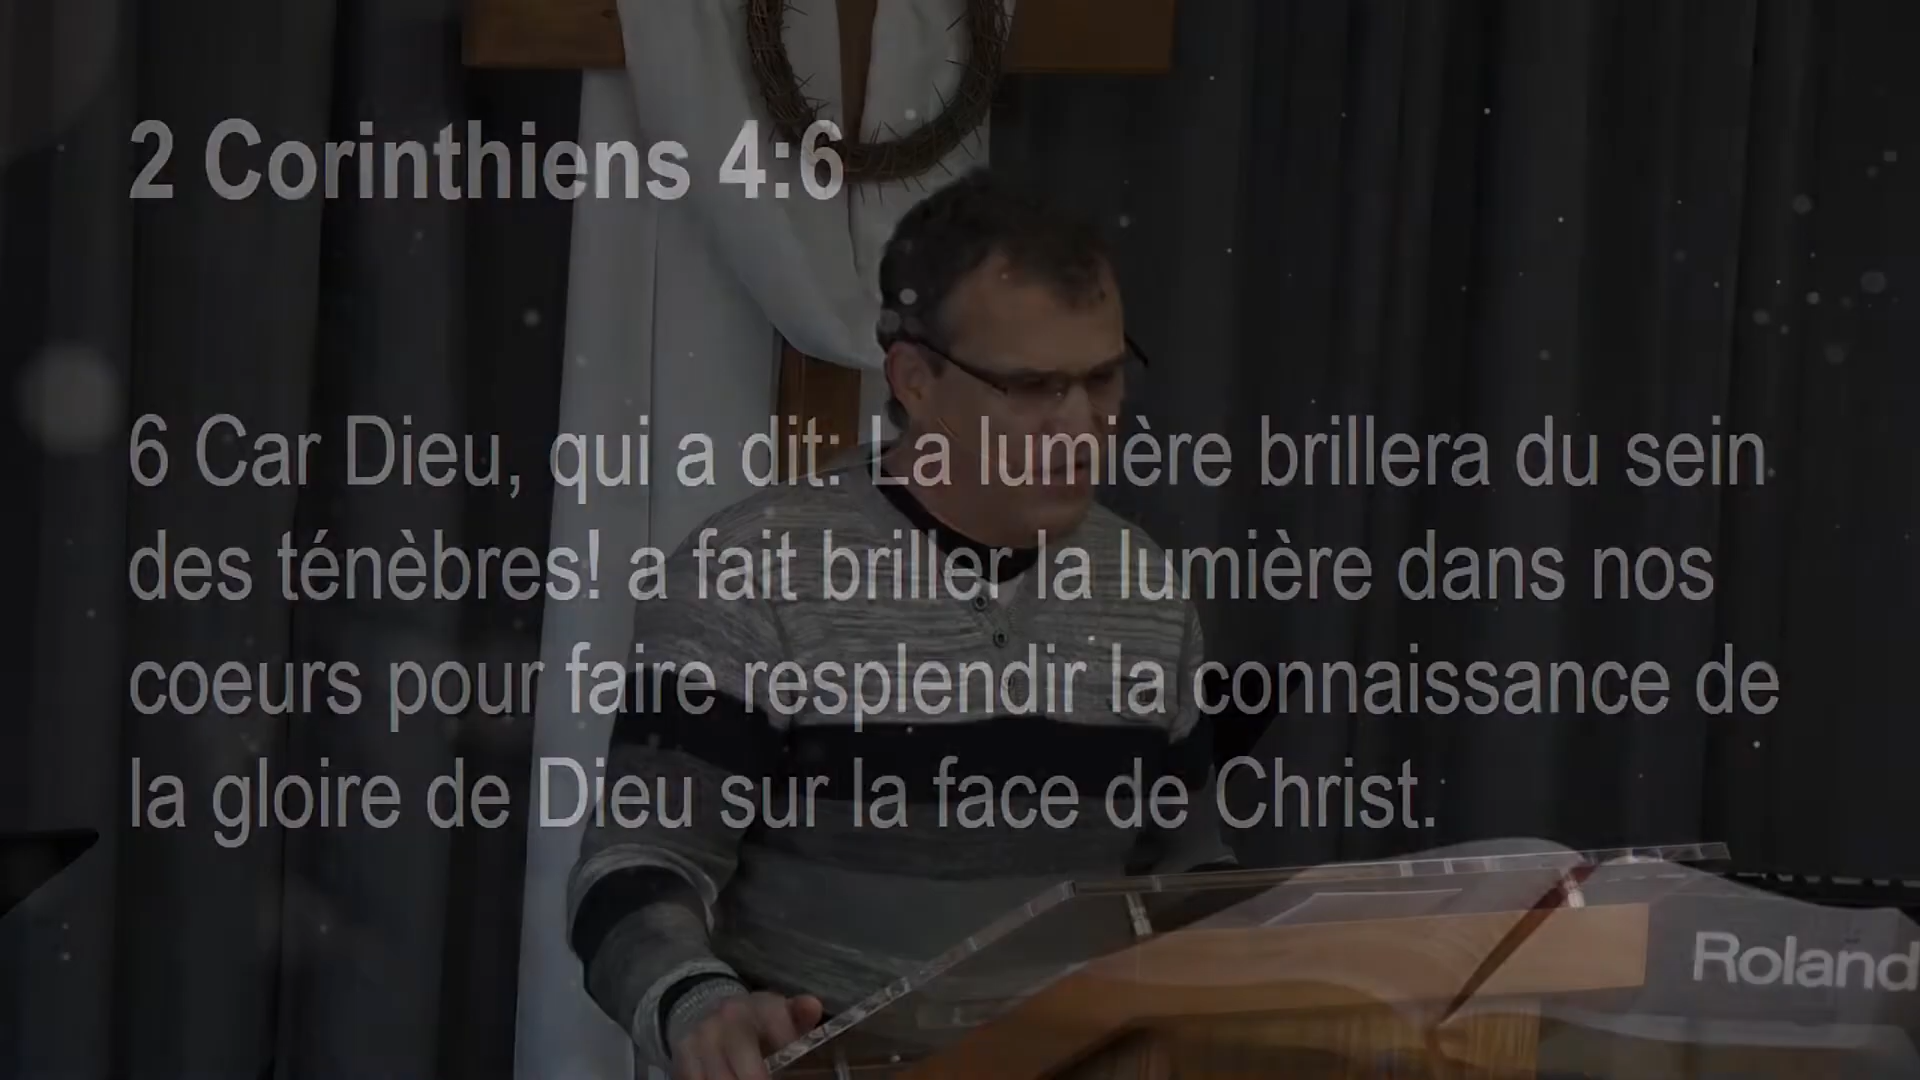 2 Corinthiens 4:6
6 Car Dieu, qui a dit: La lumière brillera du sein
des ténèbres! a fait briller la lumière dans nos
coeurs pour faire resplendir la connaissance de
la gloire de Dieu sur la face de Christ.
Roland